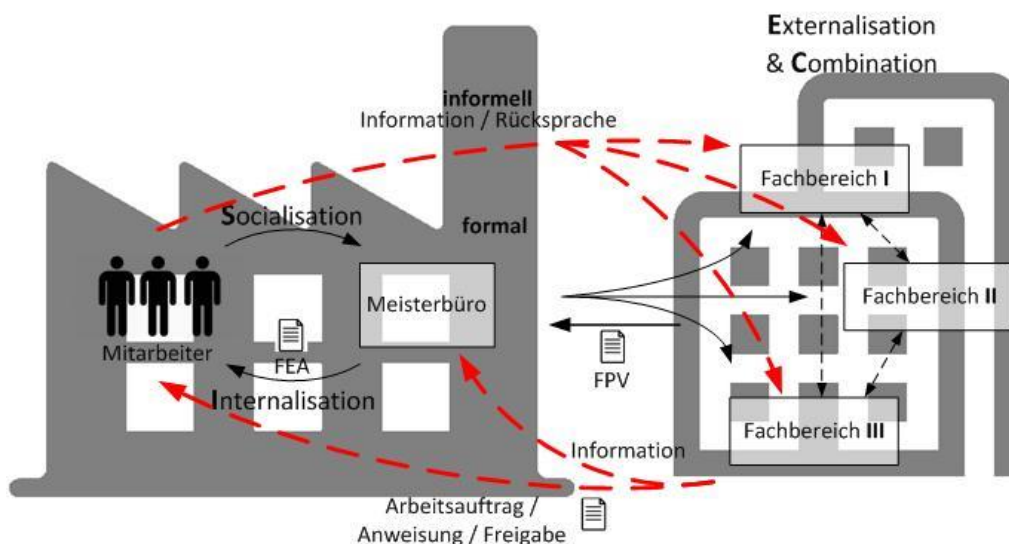 Externalisation
& Combination
informell
Information / Rücksprache
Fachbereich I
Socialisation
formal
Meisterbüro
Fachbereich II
Mitarbeiter
FEA
FPV
Internalisation
Fachbereich III
Information
Arbeitsauftrag /
Anweisung / Freigabe